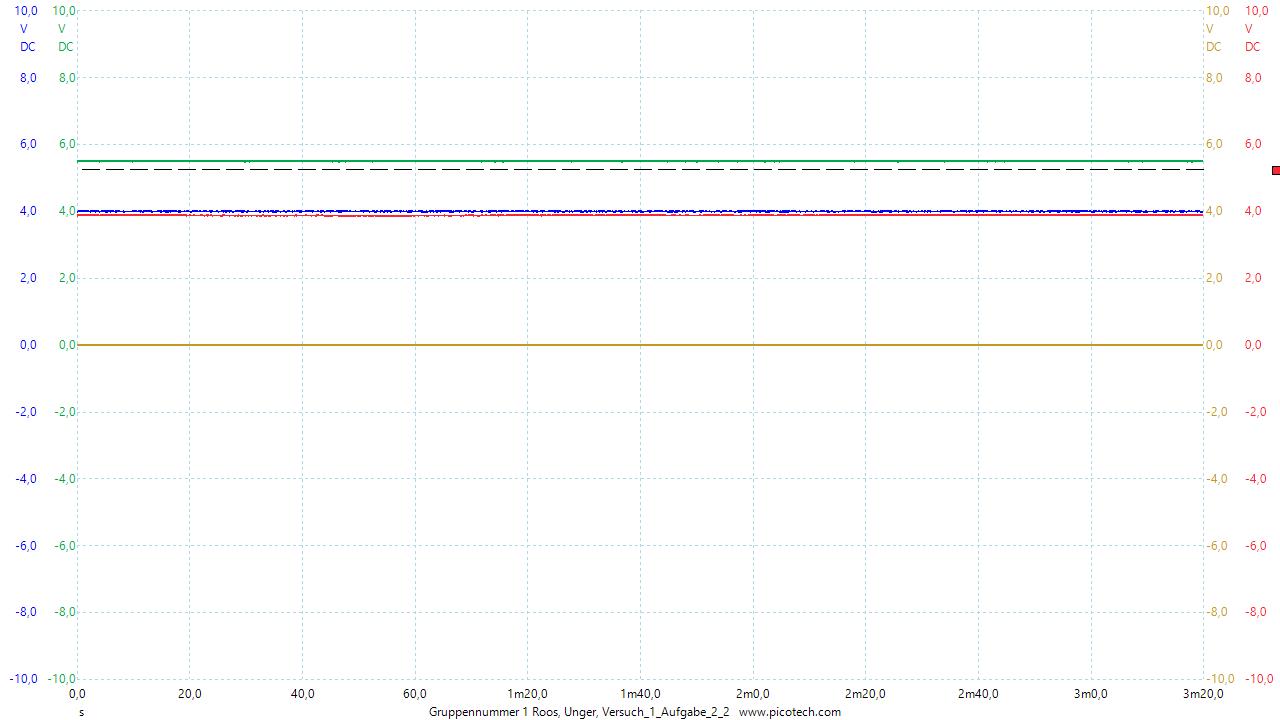 10,0 10,0 10,0 10,0
V V V V
DC DC DC DC
8,0 8,0 8,0 8,0
6,0 6,0 6,0 6,0
4,0 4,0 4,0 4,0
2,0 2,0 2,0 2,0
0,0 0,0 0,0 0,0
-2,0 -2,0 -2,0 -2,0
-4,0 -4,0 -4,0 -4,0
-6,0 -6,0 -6,0 -6,0
-8,0 -8,0 -8,0 -8,0
-10,0 -10,0 -10,0 -10,0
0,0 20,0 40,0 60,0 1m20,0 1m40,0 2m0,0 2m20,0 2m40,0 3m0,0 3m20,0
s Gruppennummer 1 Roos, Unger, Versuch_1_Aufgabe_2_2 www.picotech.com